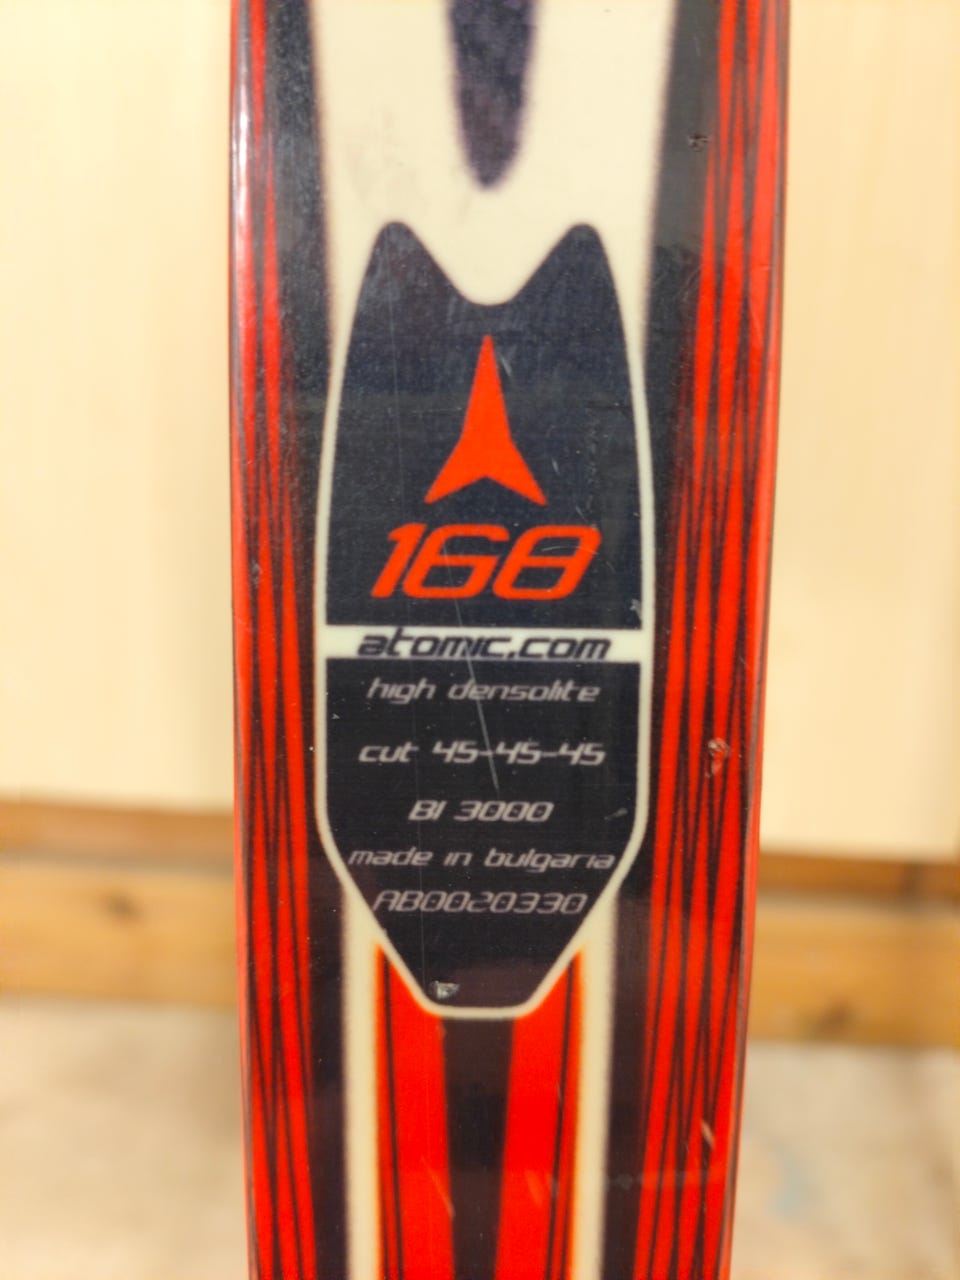 168
atomic.com
high densolite
cut 45-45-45
BI 3000
made in bulgaria
AB0020330